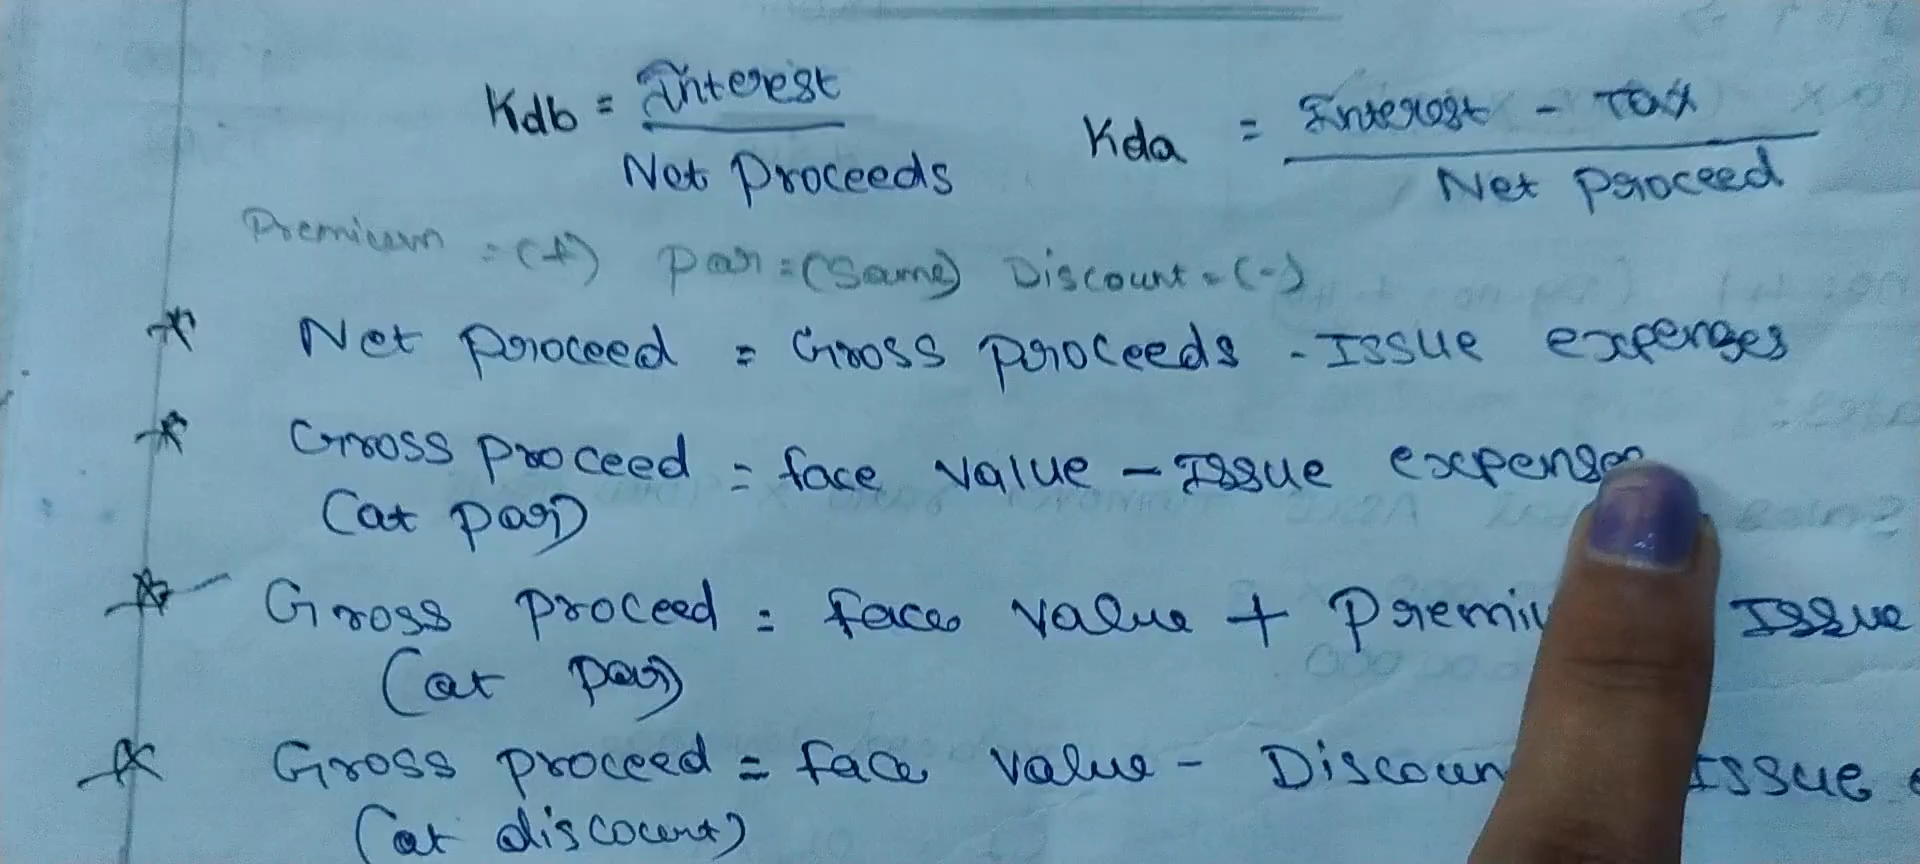 Kdb = Interest / Net Proceeds    Kda = Interest - Tax / Net proceed
Premium = (+) Par = (Same) Discount = (-)
* Net proceed = Gross proceeds - Issue expenses
* Gross proceed = face value - Issue expenses
(at par)
* Gross proceed = face value + Premiu Issue
(at par)
* Gross proceed = face value - Discoun Issue
(at discount)